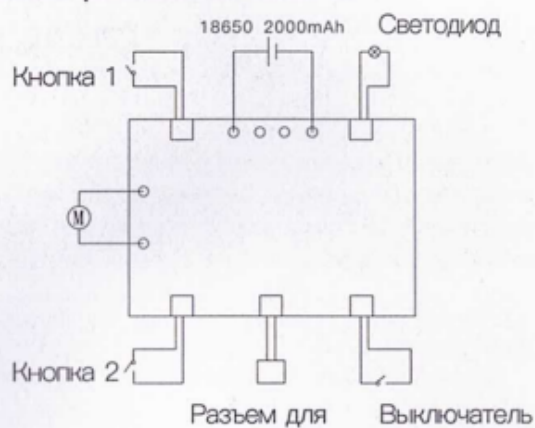 18650 2000mAh
Светодиод
Кнопка 1
M
Кнопка 2
Разъем для
Выключатель